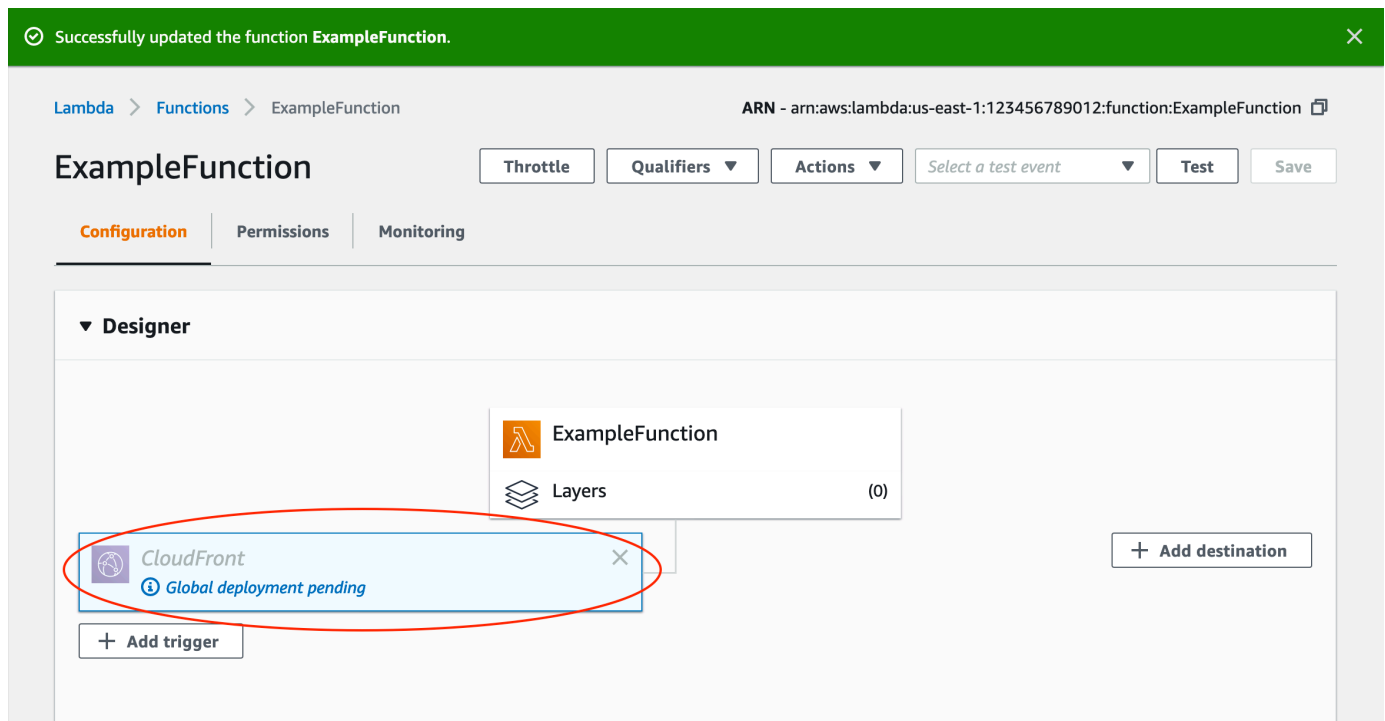 Successfully updated the function ExampleFunction.
Lambda Functions ExampleFunction
ARN - arn:aws:lambda:us-east-1:123456789012:function:ExampleFunction
ExampleFunction
Throttle Qualifiers Actions Select a test event Test Save
Configuration Permissions Monitoring
Designer
ExampleFunction
Layers (0)
CloudFront
Global deployment pending
Add destination
Add trigger